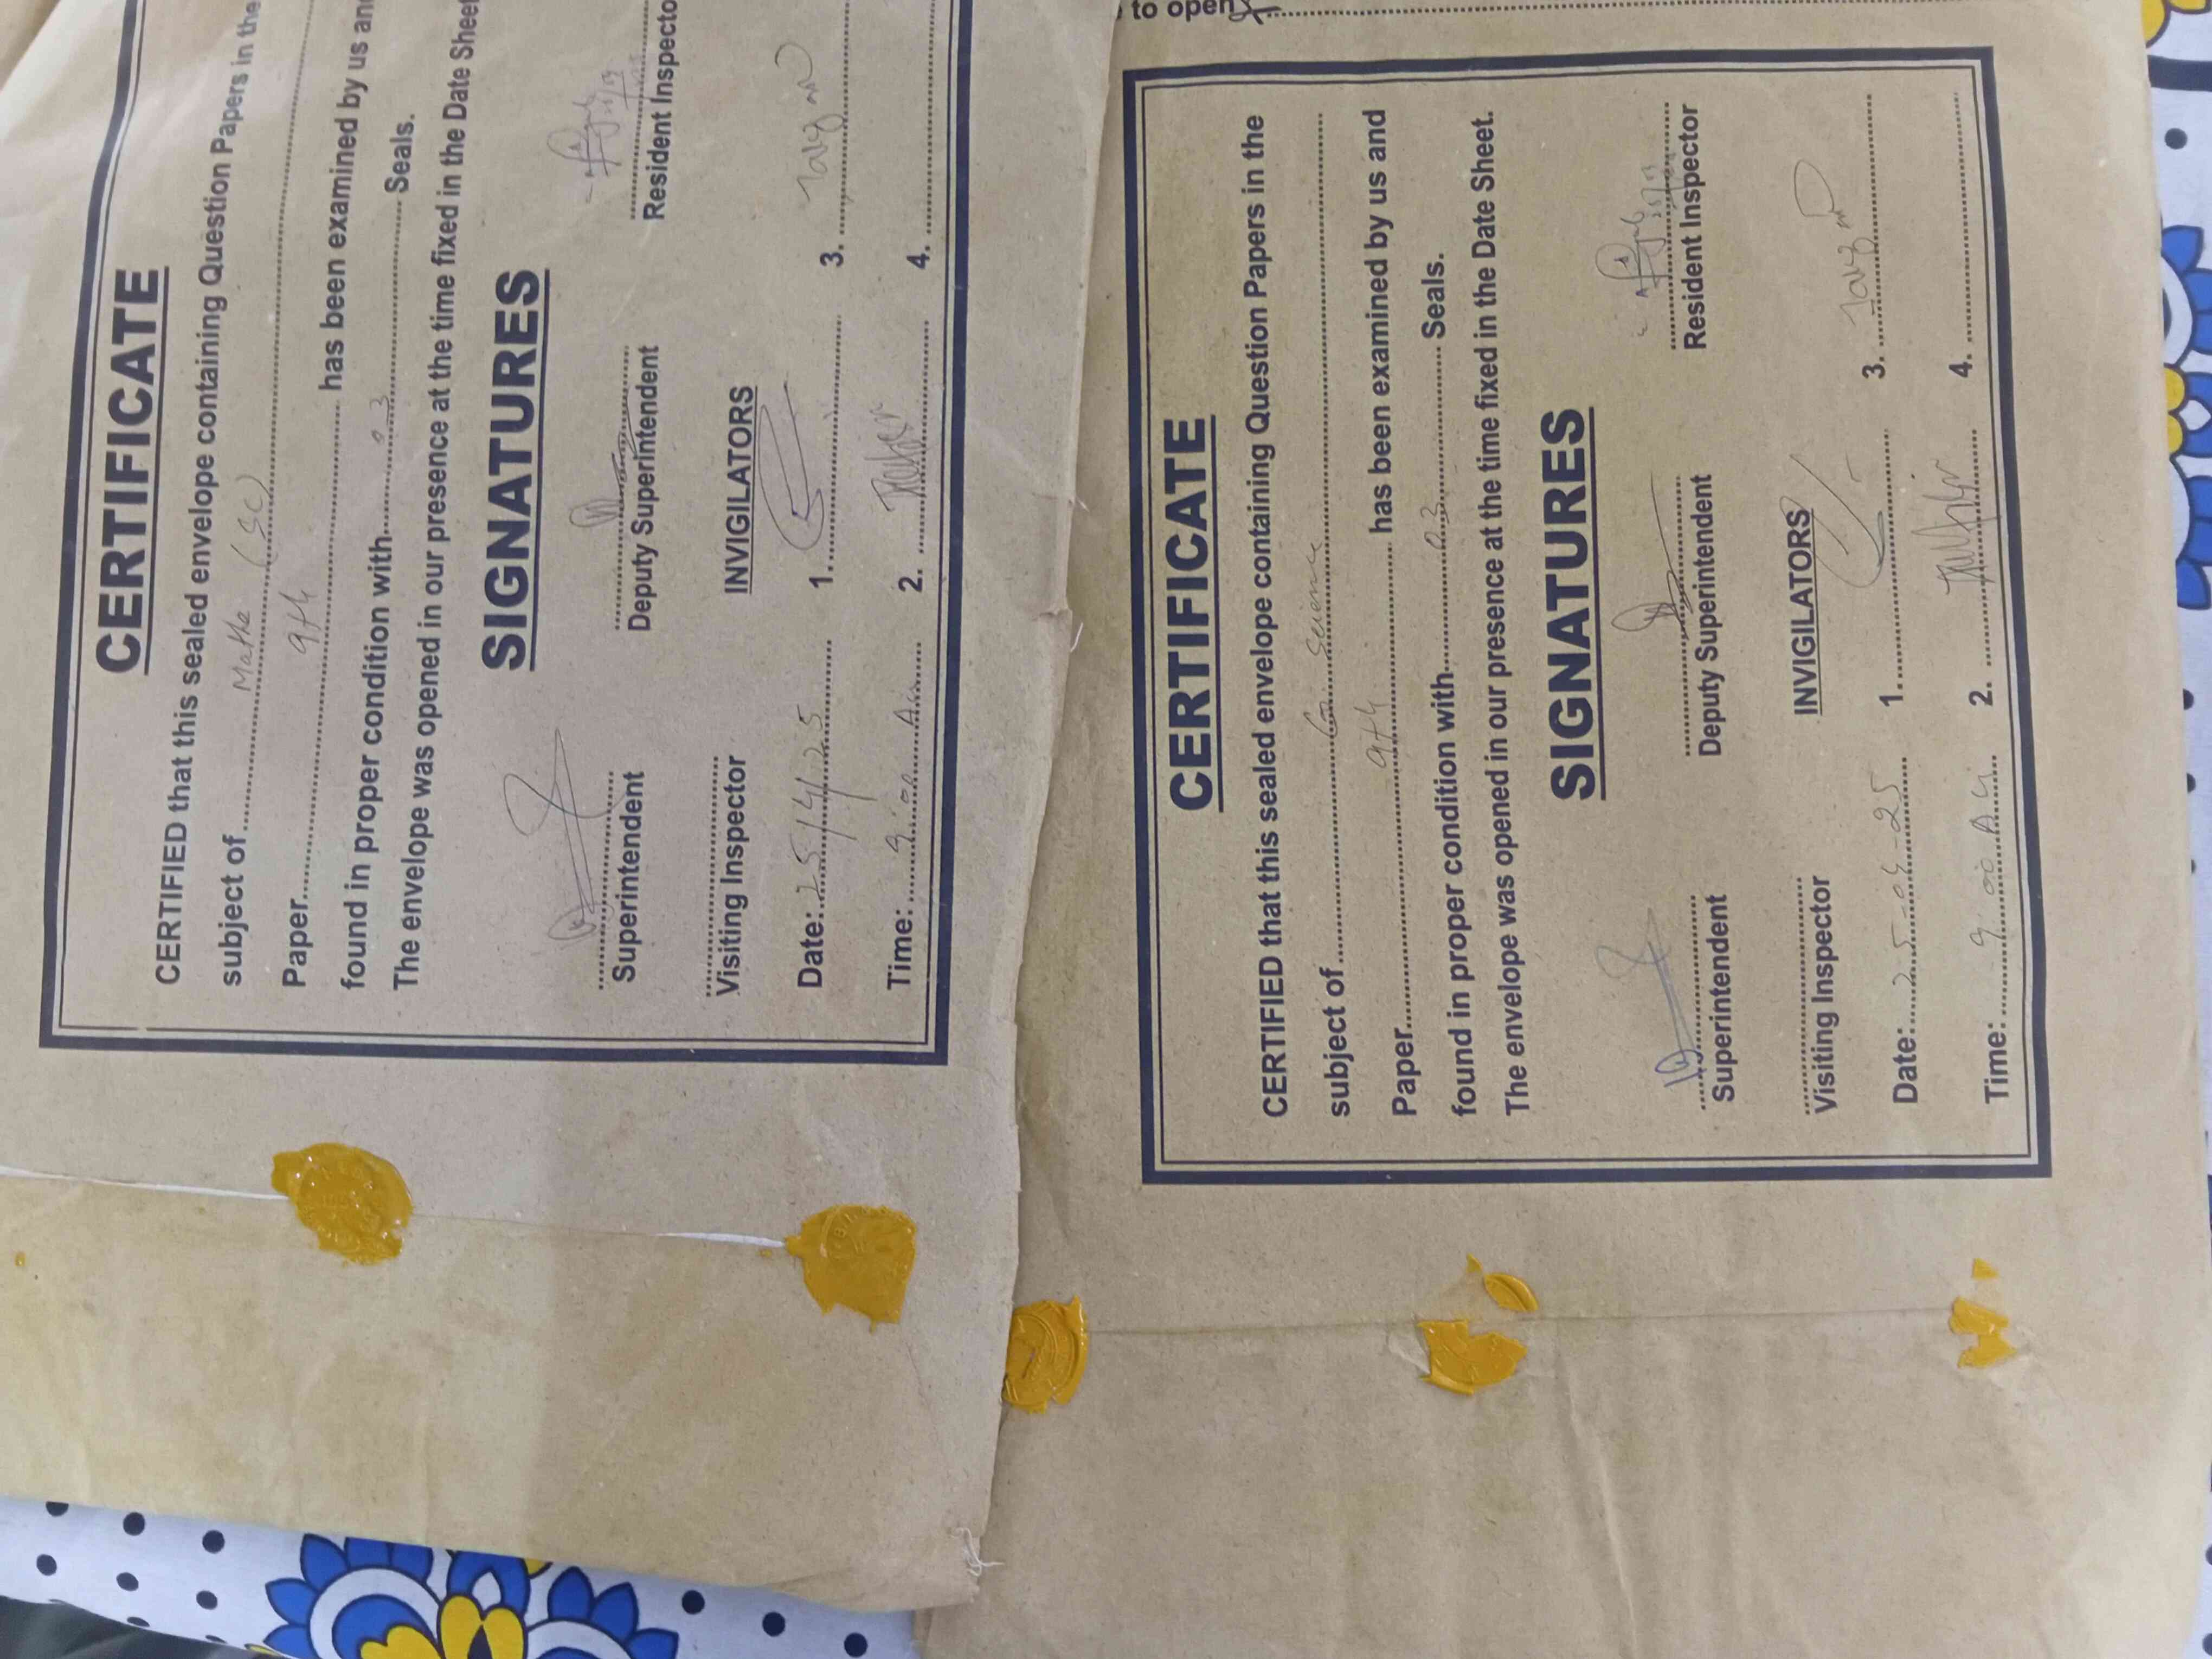 CERTIFICATE
CERTIFIED that this sealed envelope containing Question Papers in the
subject of Maths (SC)
Paper 9th has been examined by us and
found in proper condition with 03 Seals.
The envelope was opened in our presence at the time fixed in the Date Sheet
SIGNATURES
Superintendent Deputy Superintendent Resident Inspecto
Visiting Inspector INVIGILATORS
Date: 25/4/25 1. 3.
Time: 9:00 2. 4.
to open
CERTIFICATE
CERTIFIED that this sealed envelope containing Question Papers in the
subject of G. Science
Paper 9th has been examined by us and
found in proper condition with 03 Seals.
The envelope was opened in our presence at the time fixed in the Date Sheet.
SIGNATURES
Superintendent Deputy Superintendent Resident Inspector
Visiting Inspector INVIGILATORS
Date: 25-04-25 1. 3.
Time: 9:00 2. 4.